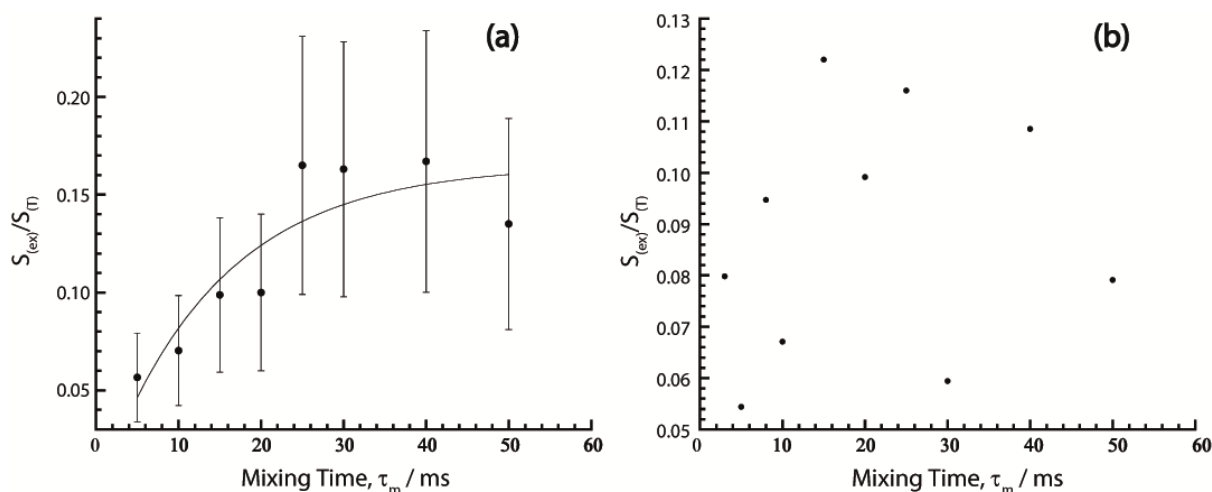 (a)
0.20
0.15
0.10
0.05
S(ex)/S(T)
0 10 20 30 40 50 60
Mixing Time, τm / ms
(b)
0.13
0.12
0.11
0.10
0.09
0.08
0.07
0.06
0.05
S(ex)/S(T)
0 10 20 30 40 50 60
Mixing Time, τm / ms